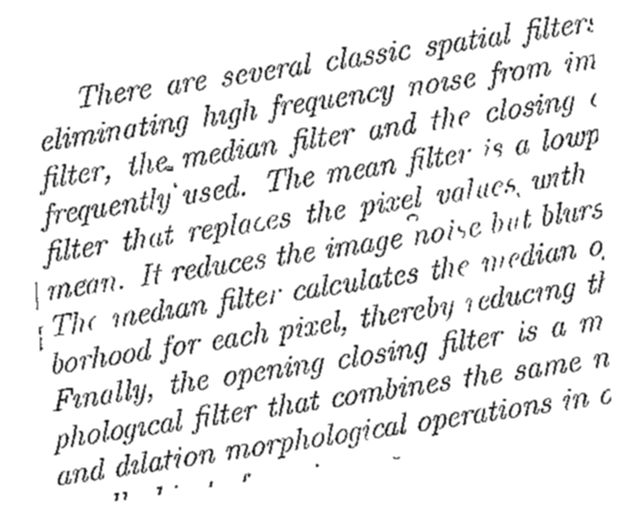 There are several classic spatial filters
eliminating high frequency noise from im
filter, the median filter and the closing
frequently used. The mean filter is a lowp
filter that replaces the pixel values with
mean. It reduces the image noise but blurs
The median filter calculates the median o
borhood for each pixel, thereby reducing th
Finally, the opening closing filter is a m
phological filter that combines the same n
and dilation morphological operations in